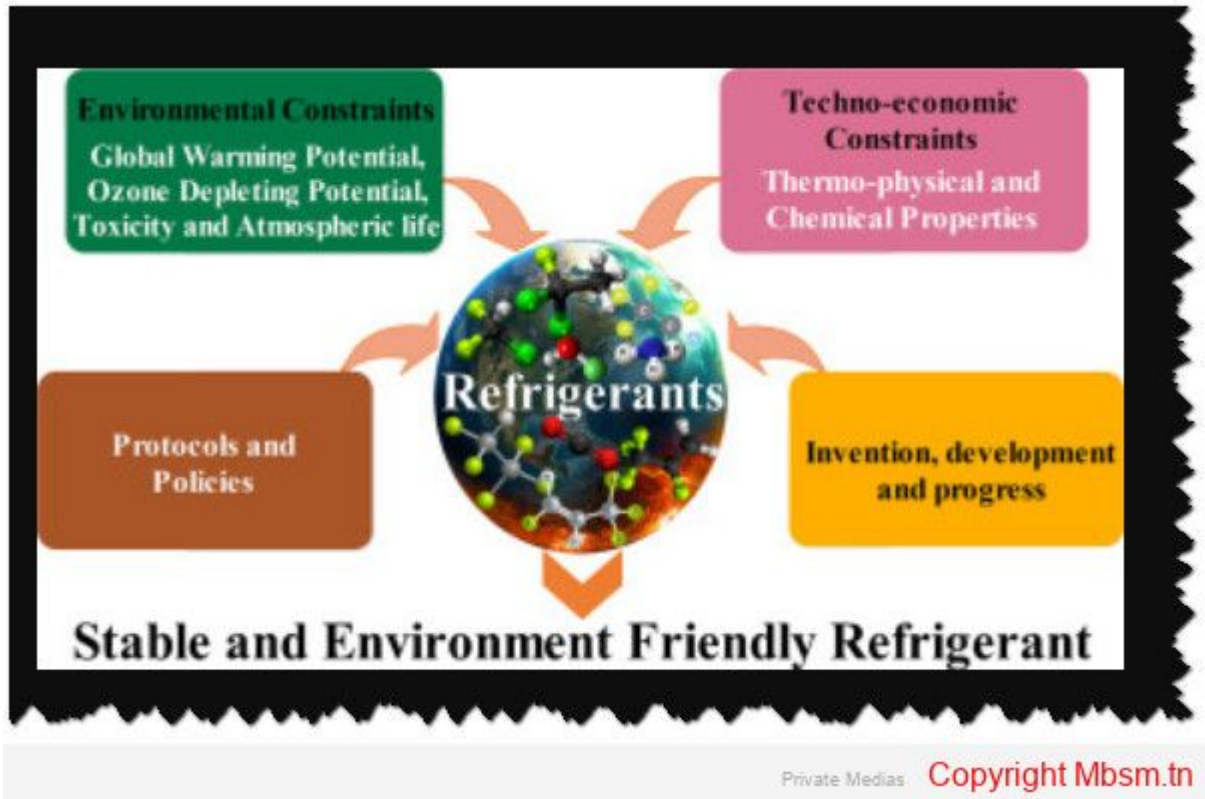 Environmental Constraints
Global Warming Potential,
Ozone Depleting Potential,
Toxicity and Atmospheric life
Techno-economic
Constraints
Thermo-physical and
Chemical Properties
Refrigerants
Protocols and
Policies
Invention, development
and progress
Stable and Environment Friendly Refrigerant
Private Medias
Copyright Mbsm.tn